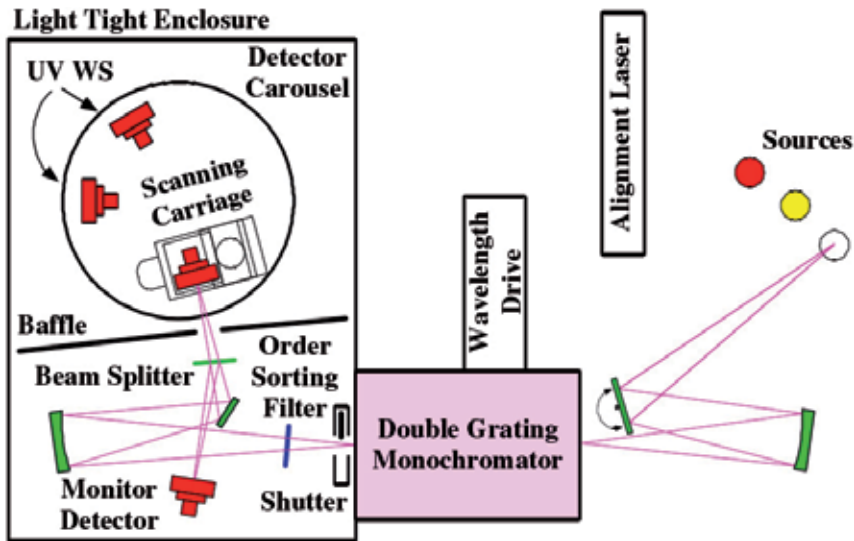 Light Tight Enclosure
UV WS
Detector
Carousel
Scanning
Carriage
Baffle
Beam Splitter
Order
Sorting
Filter
Monitor
Detector
Shutter
Wavelength
Drive
Double Grating
Monochromator
Alignment Laser
Sources